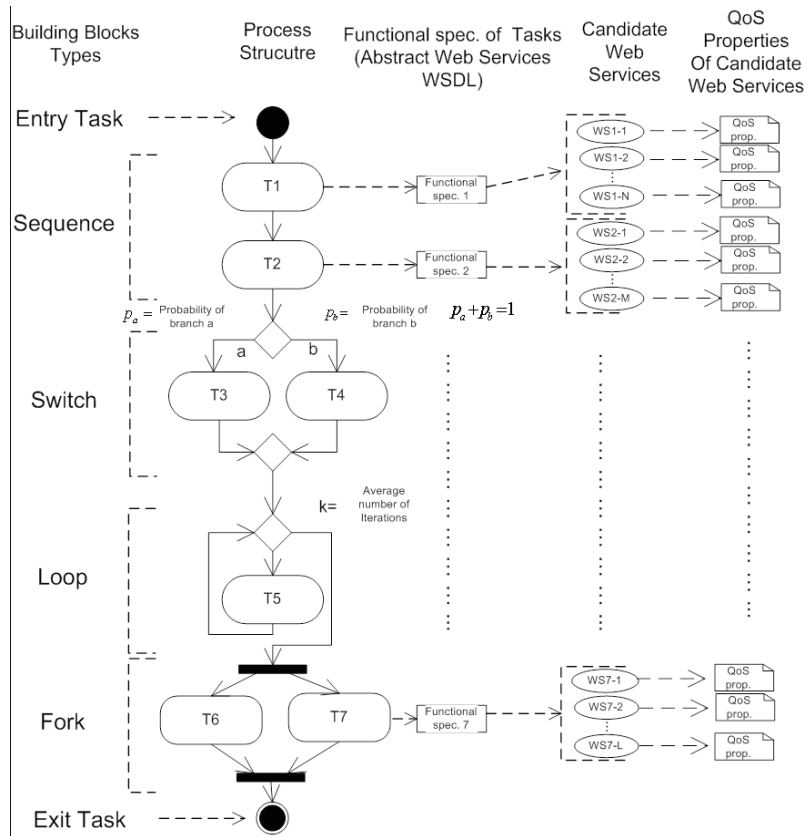 Building Blocks
Types
Process
Strucutre
Functional spec. of Tasks
(Abstract Web Services
WSDL)
Candidate
Web
Services
QoS
Properties
Of Candidate
Web Services
Entry Task
Sequence
T1
Functional
spec. 1
WS1-1
QoS
prop.
WS1-2
QoS
prop.
WS1-N
QoS
prop.
T2
Functional
spec. 2
WS2-1
QoS
prop.
WS2-2
QoS
prop.
WS2-M
QoS
prop.
p_a = Probability of
branch a
p_b= Probability of
branch b
p_a+p_b=1
Switch
a
b
T3
T4
k=
Average
number of
Iterations
Loop
T5
Fork
T6
T7
Functional
spec. 7
WS7-1
QoS
prop.
WS7-2
QoS
prop.
WS7-L
QoS
prop.
Exit Task